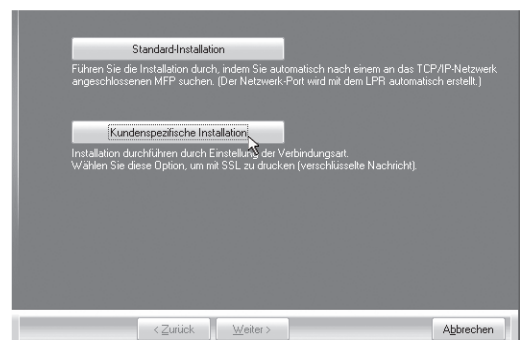 Standard-Installation
Führen Sie die Installation durch, indem Sie automatisch nach einem an das TCP/IP-Netzwerk
angeschlossenen MFP suchen. (Der Netzwerk-Port wird mit dem LPR automatisch erstellt.)
Kundenspezifische Installation
Installation durchführen durch Einstellung der Verbindungsart.
Wählen Sie diese Option, um mit SSL zu drucken (verschlüsselte Nachricht).
< Zurück Weiter > Abbrechen